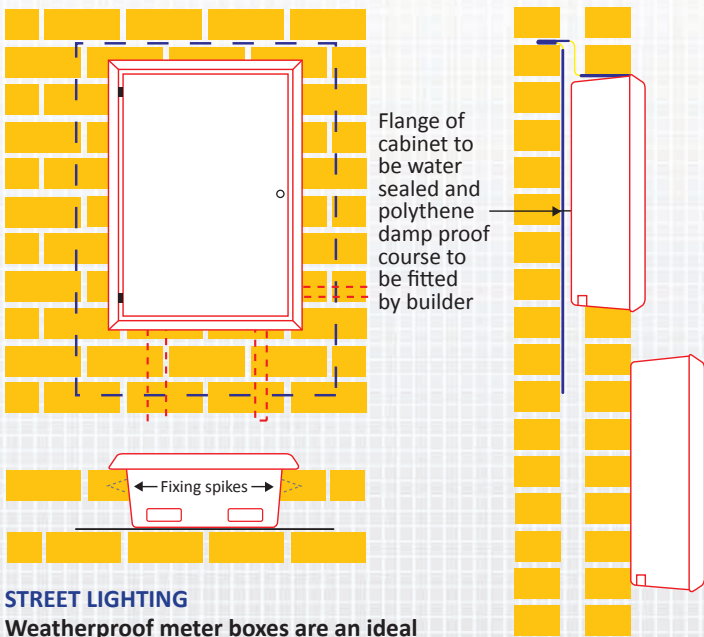 Flange of
cabinet to
be water
sealed and
polythene
damp proof
course to
be fitted
by builder
Fixing spikes
STREET LIGHTING
Weatherproof meter boxes are an ideal